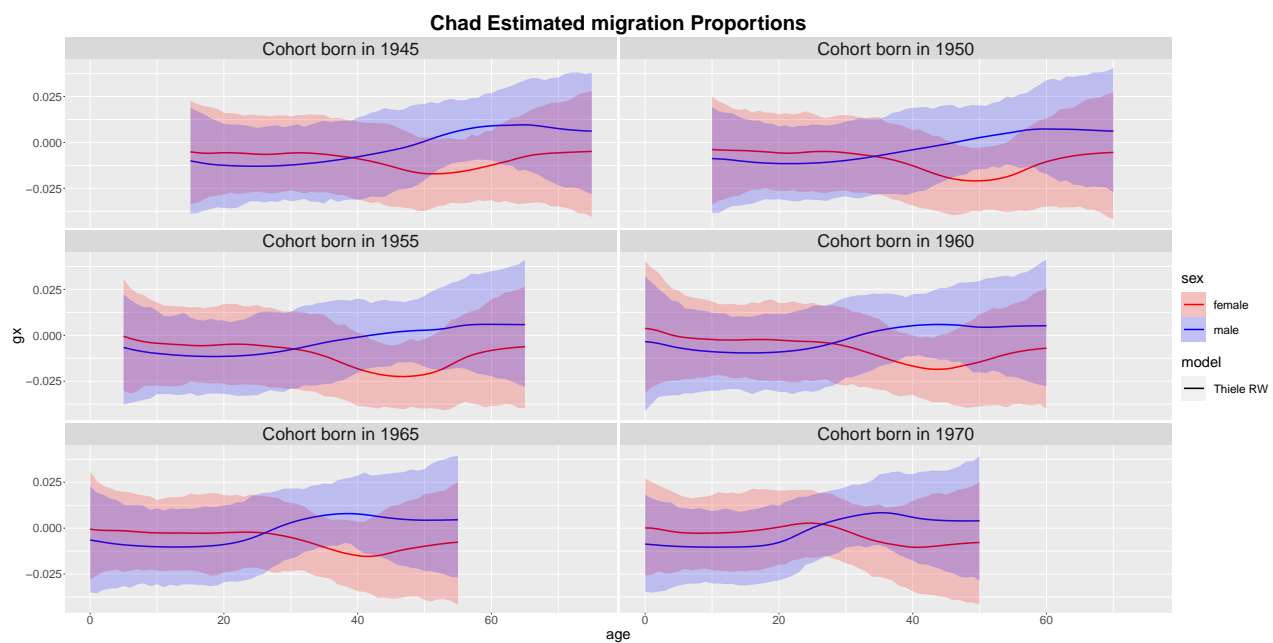 Chad Estimated migration Proportions
Cohort born in 1945
Cohort born in 1950
0.025
0.000
−0.025
Cohort born in 1955
Cohort born in 1960
0.025
0.000
−0.025
Cohort born in 1965
Cohort born in 1970
0.025
0.000
−0.025
0
20
40
60
0
20
40
60
age
gx
sex
female
male
model
Thiele RW